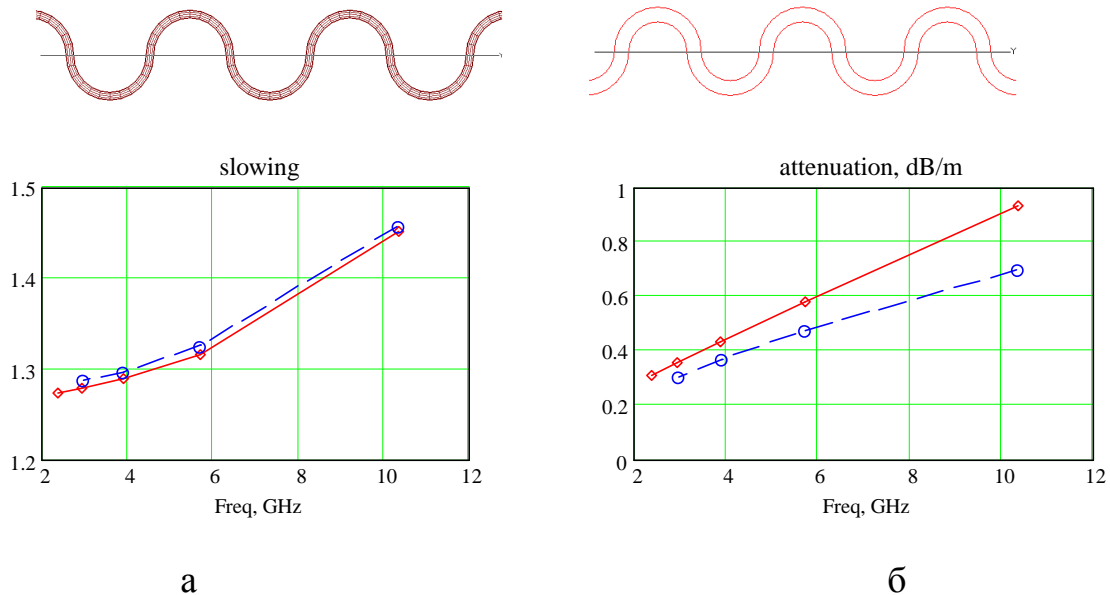 Y
Y
slowing
1.5
1.4
1.3
1.2
2
4
6
8
10
12
Freq, GHz
attenuation, dB/m
1
0.8
0.6
0.4
0.2
0
2
4
6
8
10
12
Freq, GHz
а
б